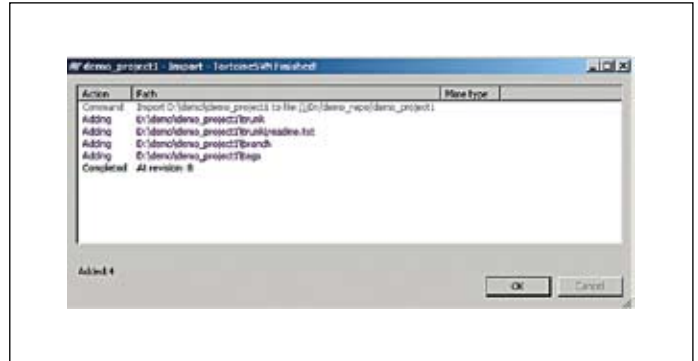 demo_project1 - Import - TortoiseSVN Finished!
Action Path Mime type
Command Import D:\demo\demo_project1 to file:///D:/demo_repo/demo_project1
Adding D:\demo\demo_project1\trunk
Adding D:\demo\demo_project1\trunk\readme.txt
Adding D:\demo\demo_project1\branch
Adding D:\demo\demo_project1\tags
Completed At revision: 8
Added:4
OK Cancel